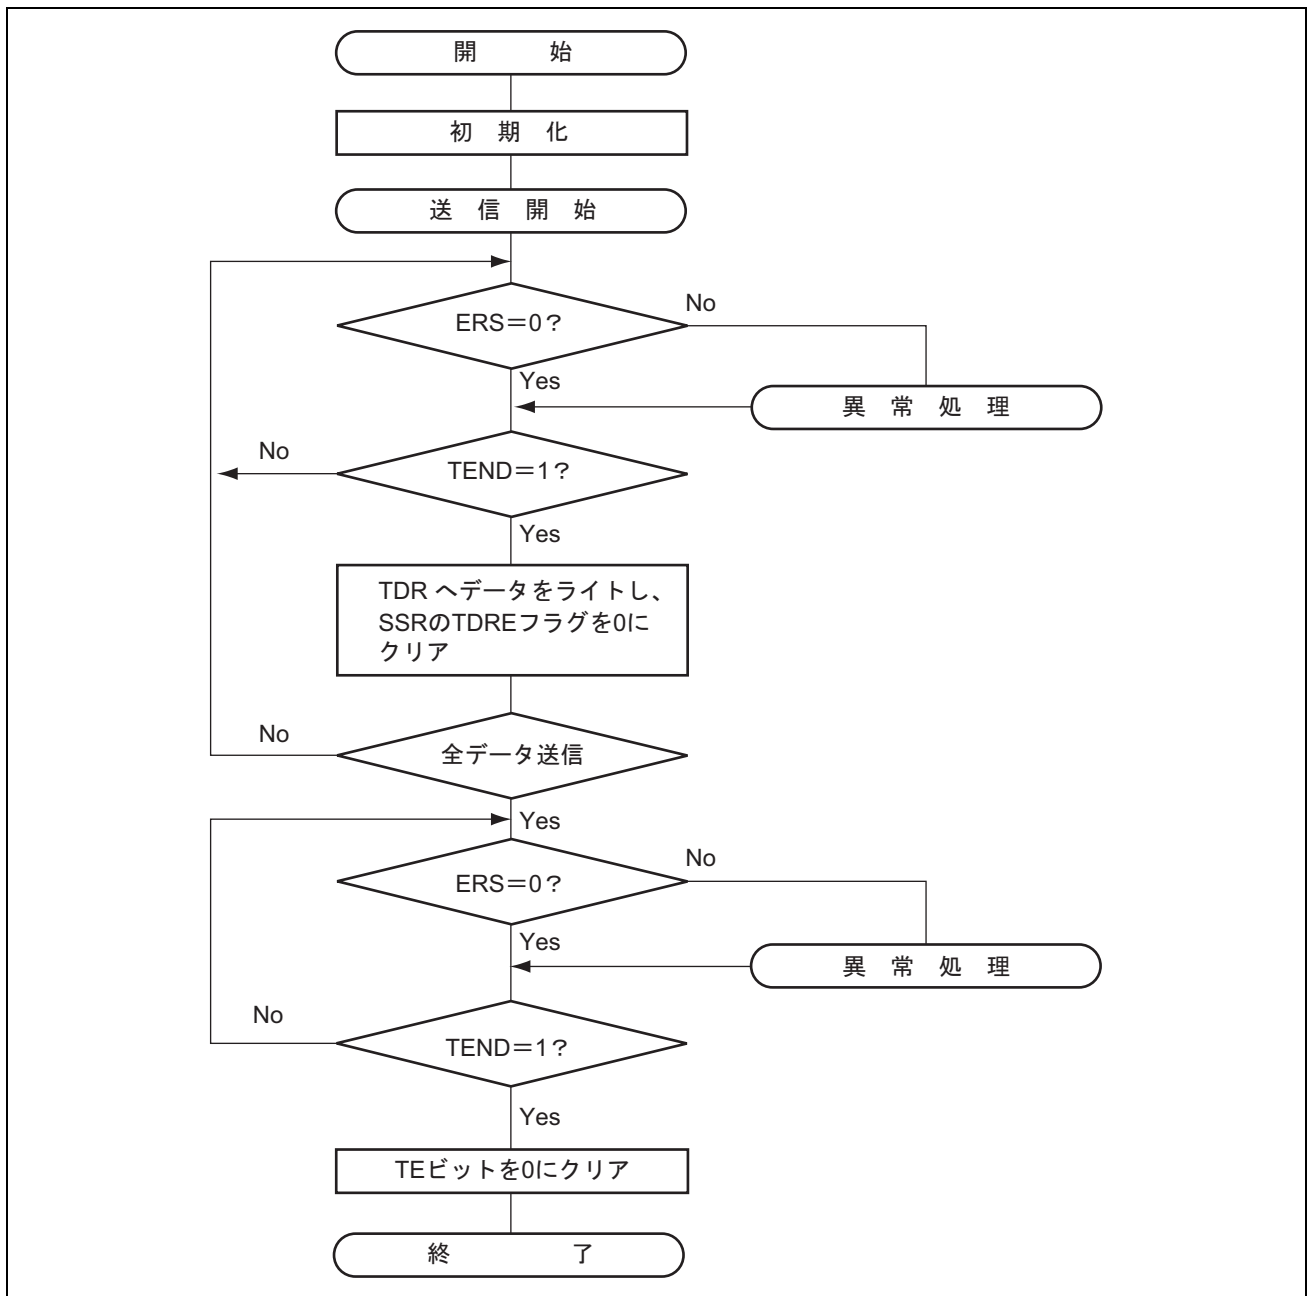 開始
初期化
送信開始
ERS＝0？
No
Yes
異常処理
No
TEND＝1？
Yes
TDR へデータをライトし、
SSRのTDREフラグを0に
クリア
No
全データ送信
Yes
ERS＝0？
No
Yes
異常処理
No
TEND＝1？
Yes
TEビットを0にクリア
終了